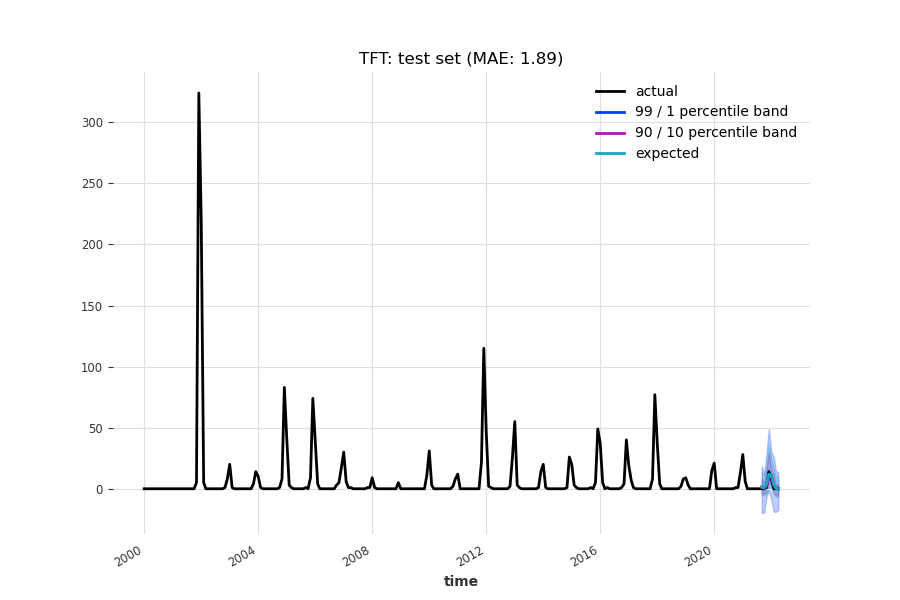 TFT: test set (MAE: 1.89)
actual
99 / 1 percentile band
90 / 10 percentile band
expected
300
250
200
150
100
50
0
2000
2004
2008
2012
2016
2020
time